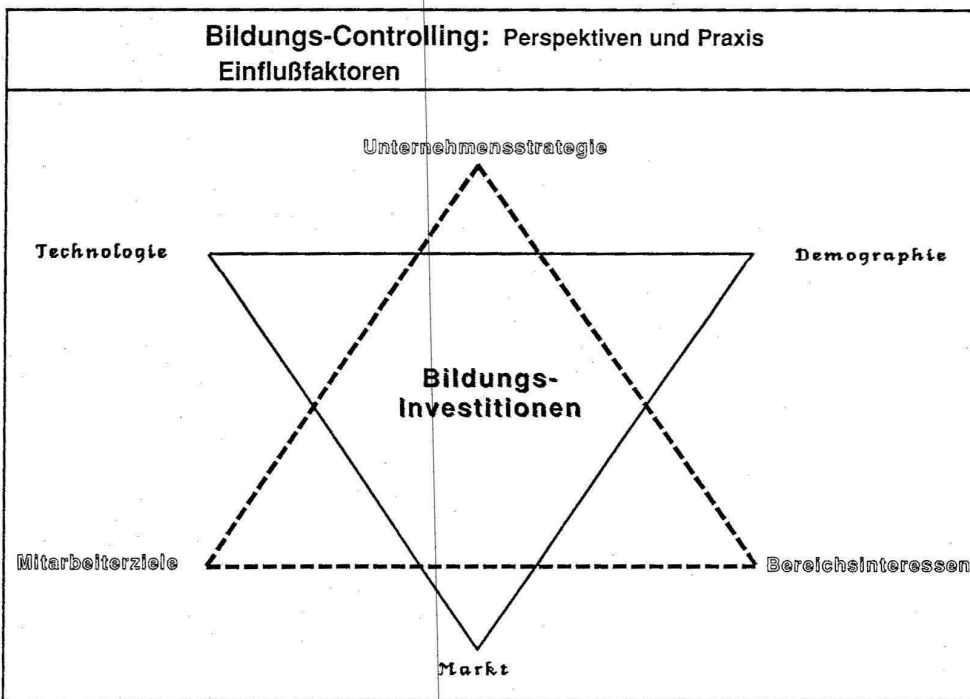 Bildungs-Controlling: Perspektiven und Praxis
Einflußfaktoren
Unternehmensstrategie
Technologie
Demographie
Bildungs-
Investitionen
Mitarbeiterziele
Bereichsinteressen
Markt